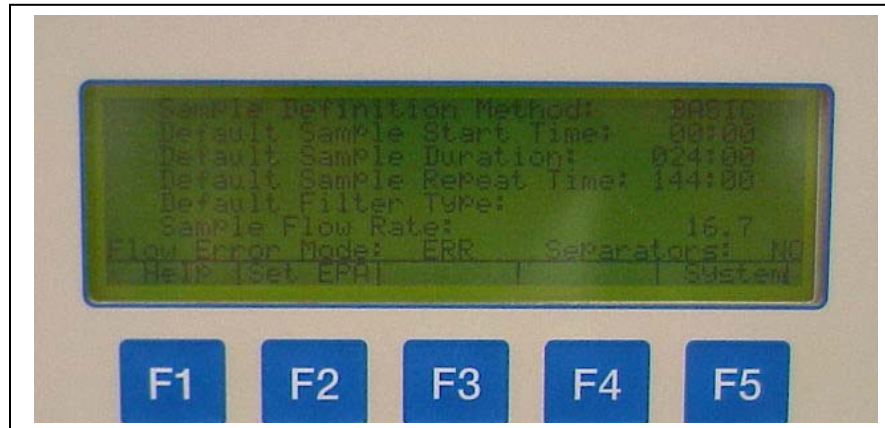 Sample Definition Method: BASIC
Default Sample Start Time: 00:00
Default Sample Duration: 024:00
Default Sample Repeat Time: 144:00
Default Filter Type:
Sample Flow Rate: 16.7
Flow Error Mode: ERR Separators: NO
Help |Set EPA| | | System|
F1 F2 F3 F4 F5